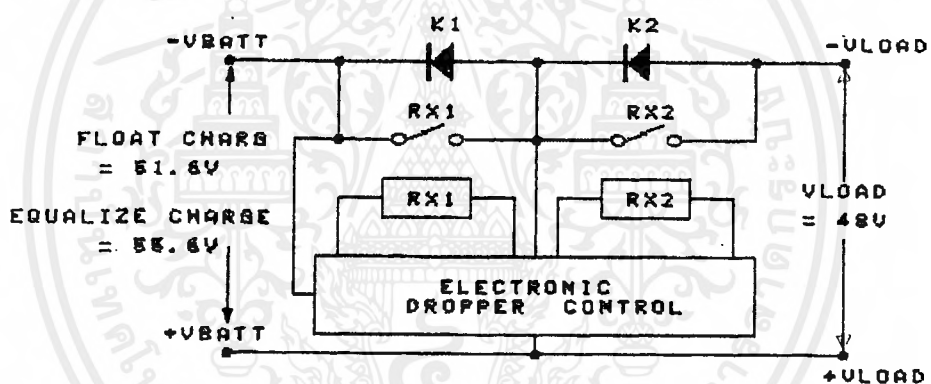 K1 K2
-VBATT -VLOAD
RX1 RX2
FLOAT CHARG
= 51.6V
RX1 RX2
VLOAD
EQUALIZE CHARGE
= 48V
= 55.6V
ELECTRONIC
DROPPER CONTROL
+VBATT
+VLOAD